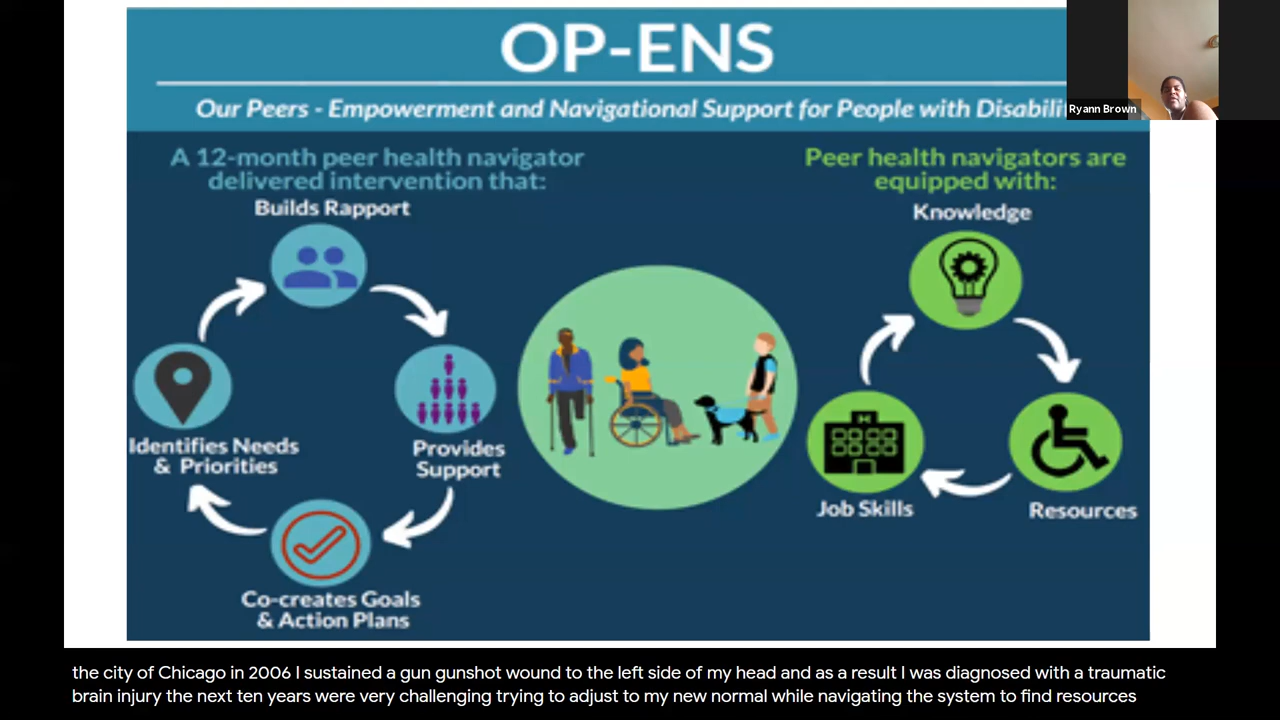 OP-ENS
Our Peers - Empowerment and Navigational Support for People with
Ryann Brown
A 12-month peer health navigator
delivered intervention that:
Builds Rapport
Provides
Support
Co-creates Goals
& Action Plans
Identifies Needs
& Priorities
Peer health navigators are
equipped with:
Knowledge
H
Resources
Job Skills
the city of Chicago in 2006 I sustained a gun gunshot wound to the left side of my head and as a result I was diagnosed with a traumatic
brain injury the next ten years were very challenging trying to adjust to my new normal while navigating the system to find resources